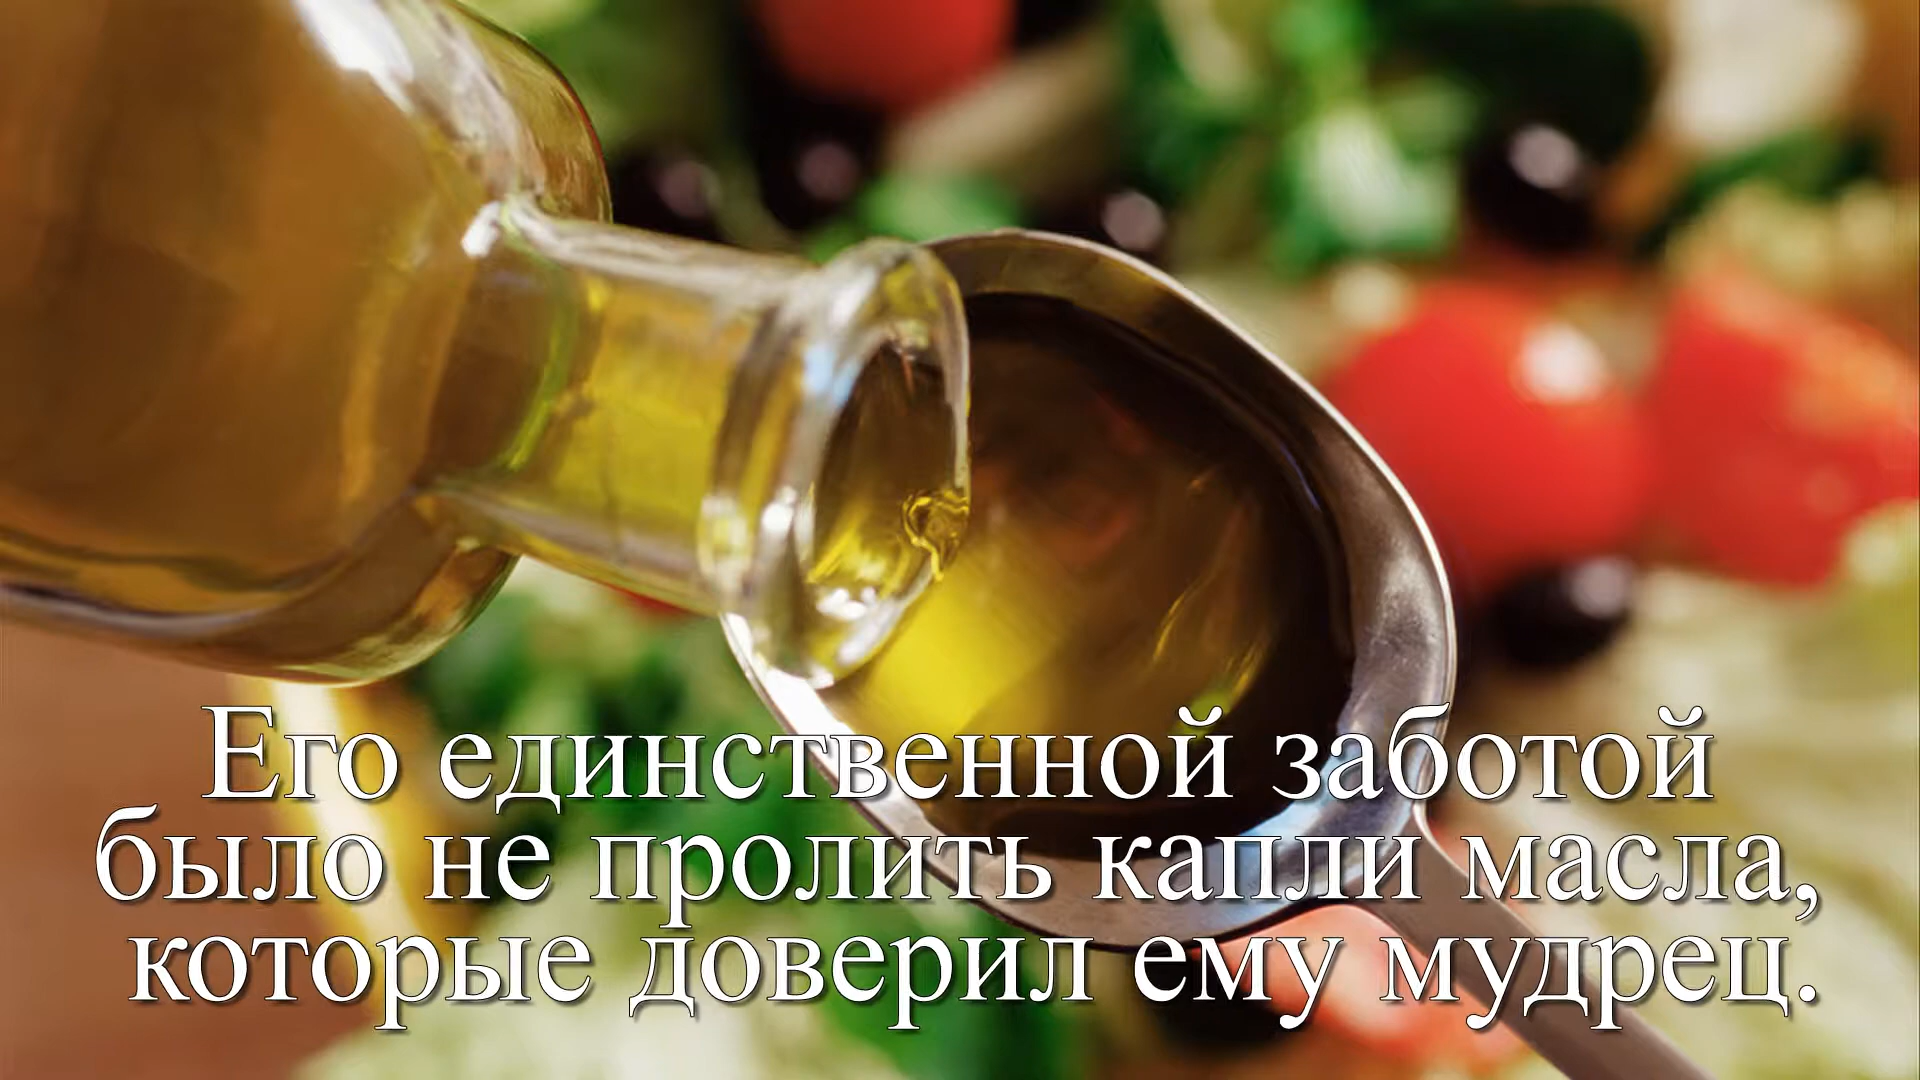 Его единственной заботой
было не пролить капли масла,
которые доверил ему мудрец.